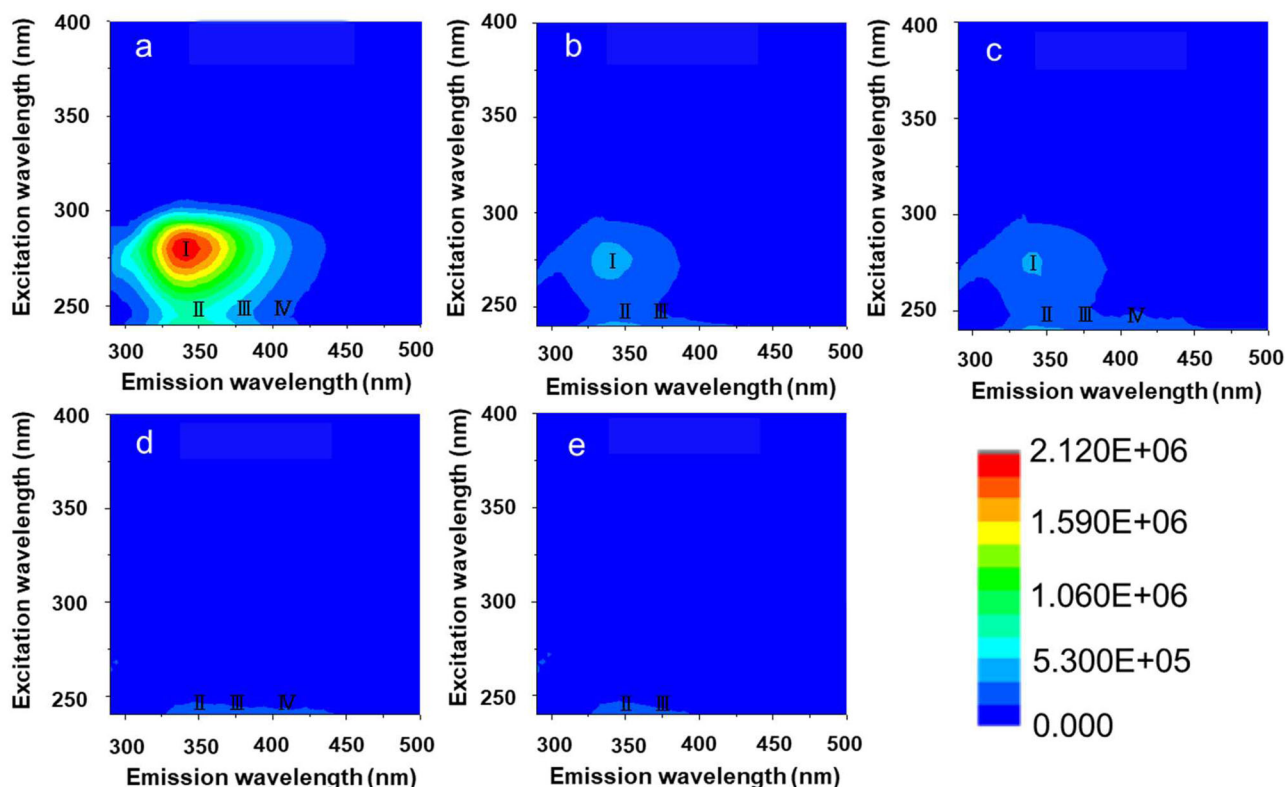 a
Excitation wavelength (nm)
400
350
300
250
Ⅰ
Ⅱ Ⅲ Ⅳ
300 350 400 450 500
Emission wavelength (nm)
b
Excitation wavelength (nm)
400
350
300
250
Ⅰ
Ⅱ Ⅲ
300 350 400 450 500
Emission wavelength (nm)
c
Excitation wavelength (nm)
400
350
300
250
Ⅰ
Ⅱ Ⅲ Ⅳ
300 350 400 450 500
Emission wavelength (nm)
d
Excitation wavelength (nm)
400
350
300
250
Ⅱ Ⅲ Ⅳ
300 350 400 450 500
Emission wavelength (nm)
e
Excitation wavelength (nm)
400
350
300
250
Ⅱ Ⅲ
300 350 400 450 500
Emission wavelength (nm)
2.120E+06
1.590E+06
1.060E+06
5.300E+05
0.000